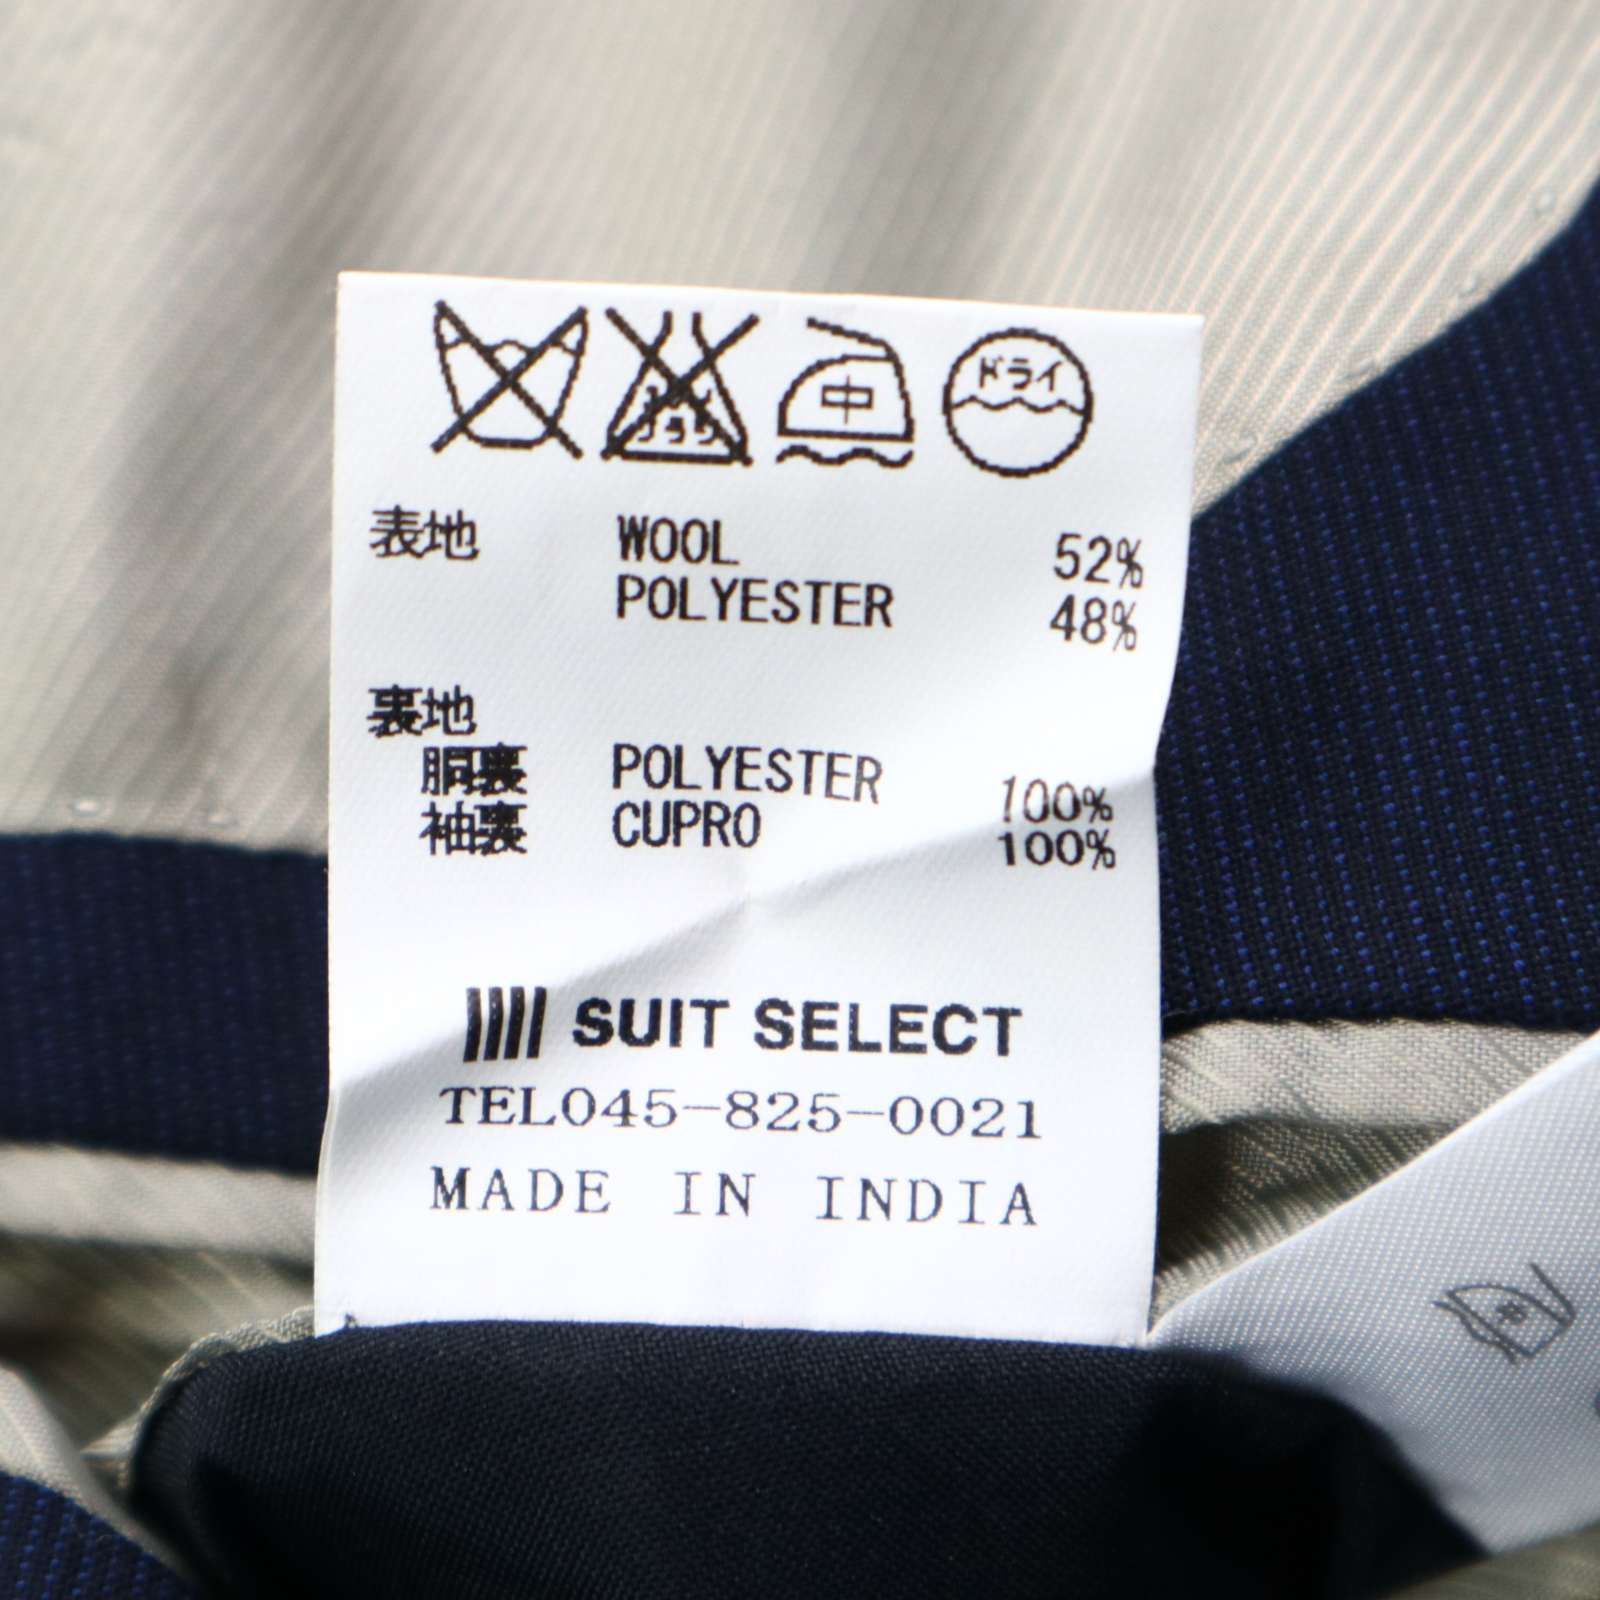 中 ドライ
表地 WOOL 52%
POLYESTER 48%
裏地
胴裏 POLYESTER 100%
袖裏 CUPRO 100%
SUIT SELECT
TEL045-825-0021
MADE IN INDIA